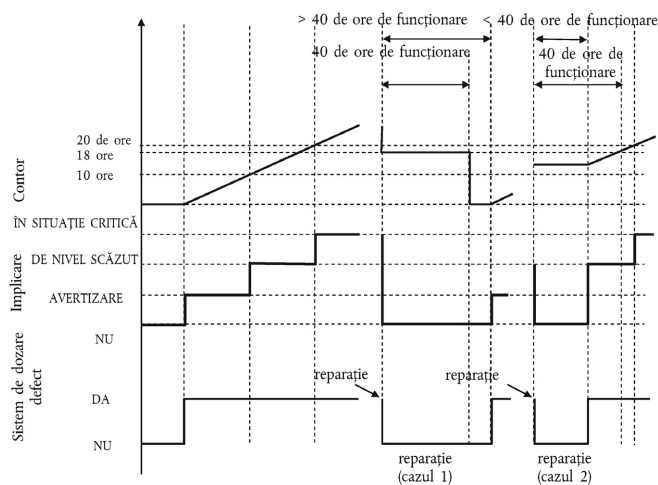 > 40 de ore de funcționare
< 40 de ore de funcționare
40 de ore de funcționare
40 de ore de
funcționare
Contor
20 de ore
18 ore
10 ore
Implicare
ÎN SITUAȚIE CRITICĂ
DE NIVEL SCĂZUT
AVERTIZARE
NU
Sistem de dozare
defect
reparație
reparație
DA
NU
reparație
(cazul 1)
reparație
(cazul 2)